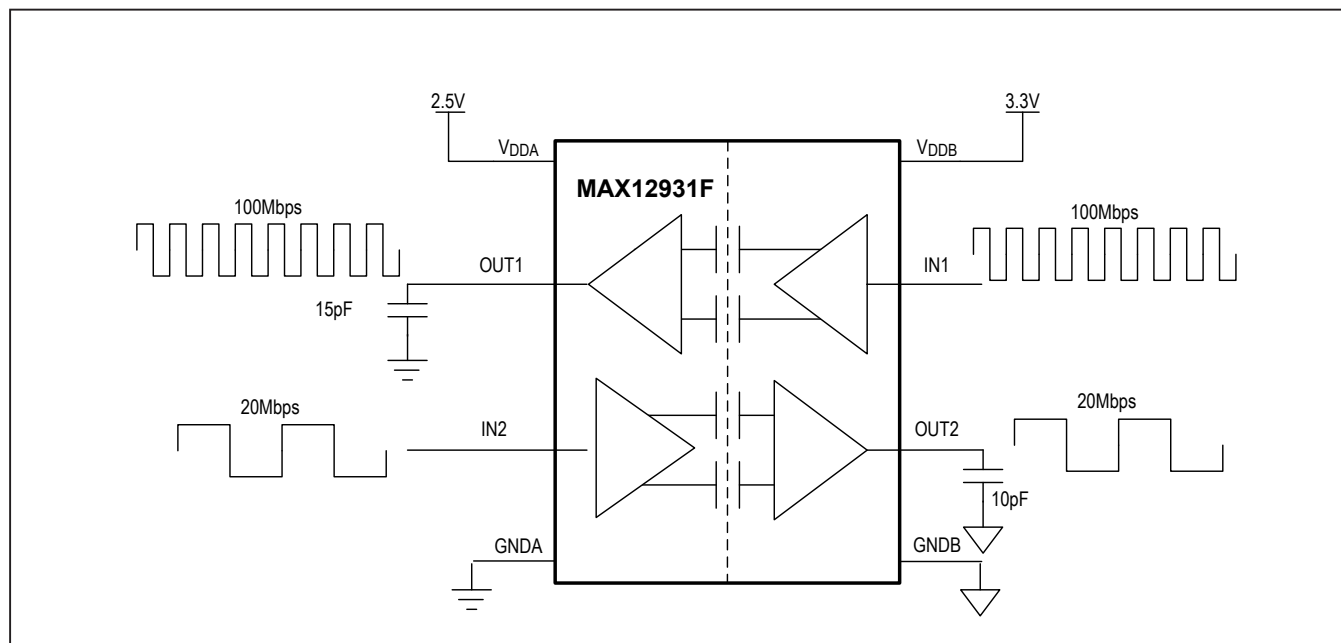 2.5V
3.3V
VDDA
VDDB
MAX12931F
100Mbps
100Mbps
OUT1
IN1
15pF
20Mbps
20Mbps
IN2
OUT2
10pF
GNDA
GNDB